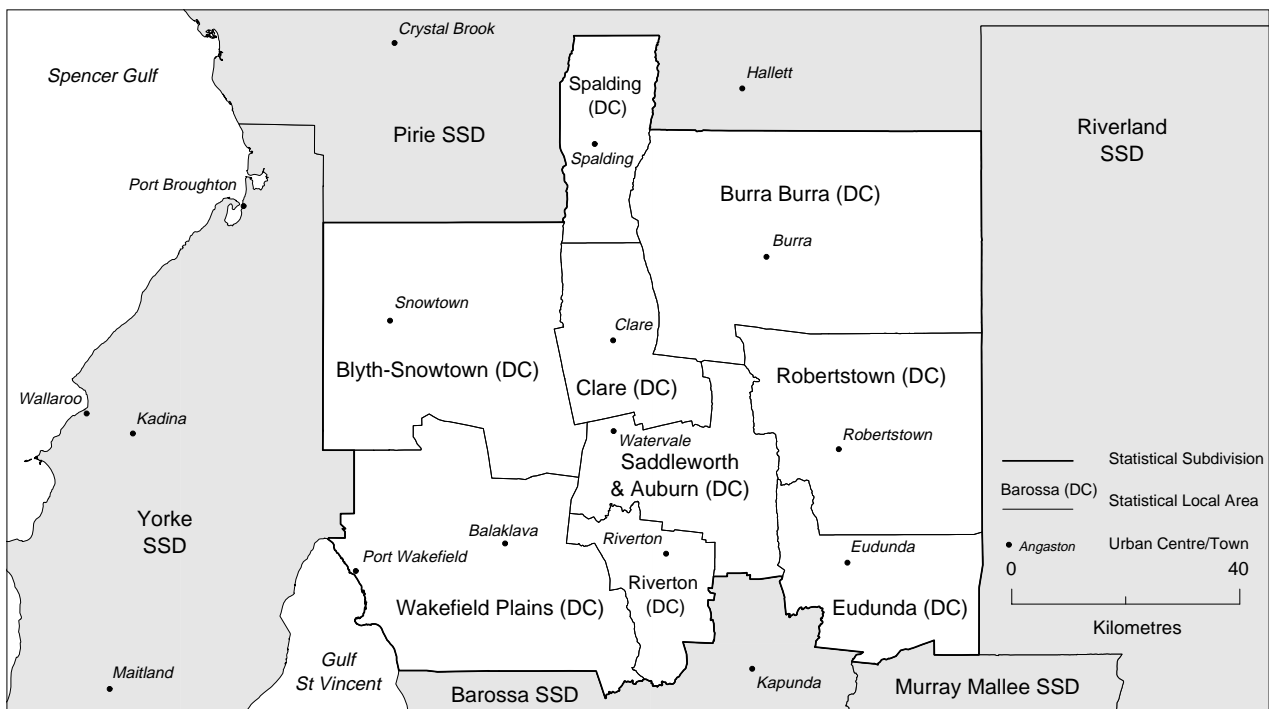 Crystal Brook
Spencer Gulf
Spalding
(DC)
Hallett
Pirie SSD
Riverland
SSD
Spalding
Port Broughton
Burra Burra (DC)
Burra
Snowtown
Clare
Blyth-Snowtown (DC)
Clare (DC)
Robertstown (DC)
Wallaroo
Kadina
Watervale
Robertstown
Saddleworth
& Auburn (DC)
Statistical Subdivision
Barossa (DC)
Statistical Local Area
Yorke
SSD
Balaklava
Riverton
Eudunda
Angaston
Urban Centre/Town
Port Wakefield
0
40
Riverton
(DC)
Wakefield Plains (DC)
Eudunda (DC)
Kilometres
Gulf
St Vincent
Maitland
Barossa SSD
Kapunda
Murray Mallee SSD